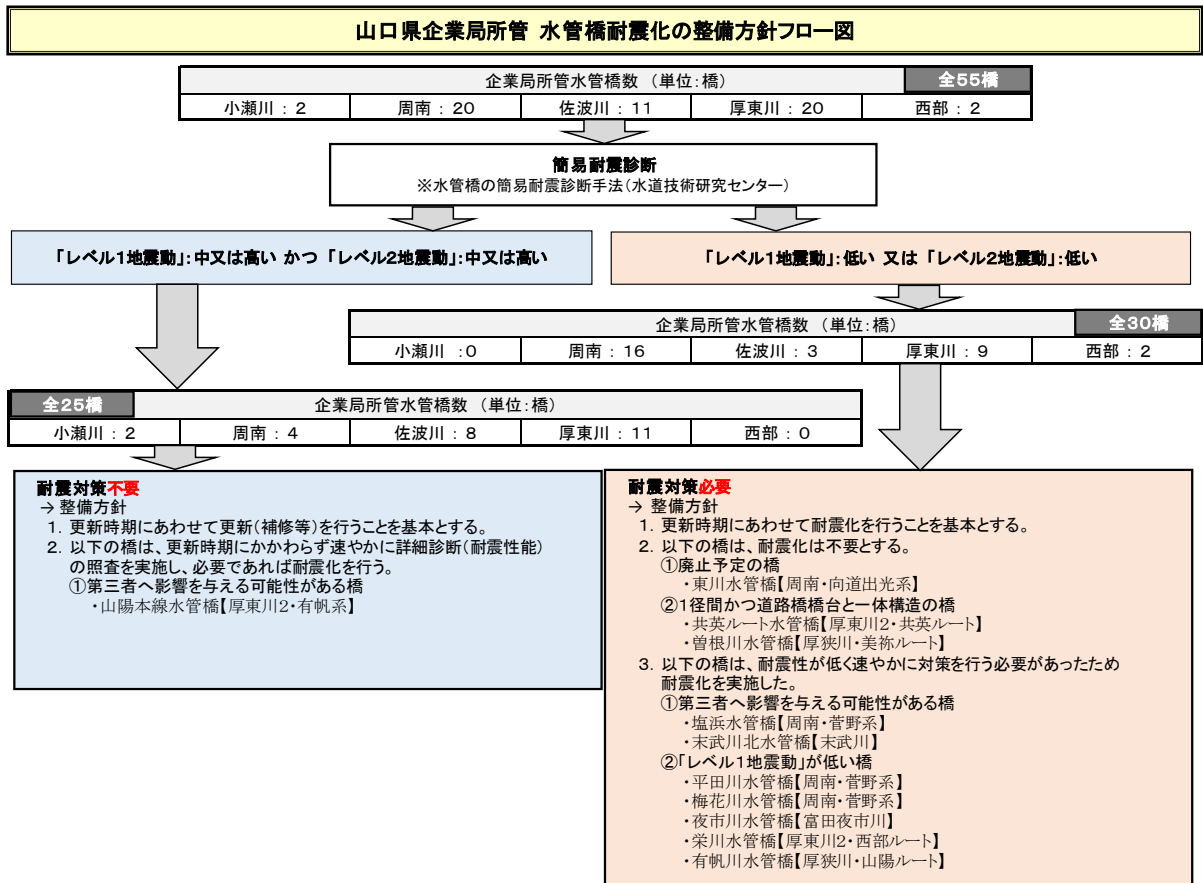 山口県企業局所管 水管橋耐震化の整備方針フロー図
企業局所管水管橋数 （単位：橋） 全55橋
小瀬川 ： 2 周南 ： 20 佐波川 ： 11 厚東川 ： 20 西部 ： 2
簡易耐震診断
※水管橋の簡易耐震診断手法（水道技術研究センター）
「レベル1地震動」：中又は高い かつ 「レベル2地震動」：中又は高い
「レベル1地震動」：低い 又は 「レベル2地震動」：低い
企業局所管水管橋数 （単位：橋） 全30橋
小瀬川 ：0 周南 ： 16 佐波川 ： 3 厚東川 ： 9 西部 ： 2
全25橋 企業局所管水管橋数 （単位：橋）
小瀬川 ： 2 周南 ： 4 佐波川 ： 8 厚東川 ： 11 西部 ： 0
耐震対策不要
→ 整備方針
1．更新時期にあわせて更新（補修等）を行うことを基本とする。
2．以下の橋は、更新時期にかかわらず速やかに詳細診断（耐震性能）
の照査を実施し、必要であれば耐震化を行う。
①第三者へ影響を与える可能性がある橋
・山陽本線水管橋【厚東川2・有帆系】
耐震対策必要
→ 整備方針
1．更新時期にあわせて耐震化を行うことを基本とする。
2．以下の橋は、耐震化は不要とする。
①廃止予定の橋
・東川水管橋【周南・向道出光系】
②1径間かつ道路橋橋台と一体構造の橋
・共英ルート水管橋【厚東川2・共英ルート】
・曽根川水管橋【厚狭川・美祢ルート】
3．以下の橋は、耐震性が低く速やかに対策を行う必要があったため
耐震化を実施した。
①第三者へ影響を与える可能性がある橋
・塩浜水管橋【周南・菅野系】
・末武川北水管橋【末武川】
②「レベル1地震動」が低い橋
・平田川水管橋【周南・菅野系】
・梅花川水管橋【周南・菅野系】
・夜市川水管橋【富田夜市川】
・栄川水管橋【厚東川2・西部ルート】
・有帆川水管橋【厚狭川・山陽ルート】